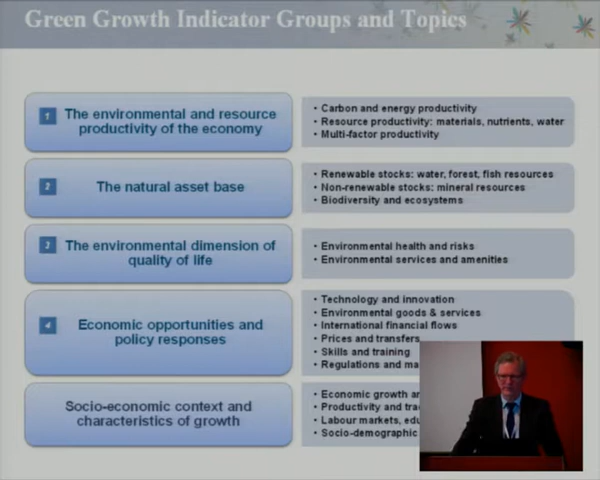 Green Growth Indicator Groups and Topics
1
The environmental and resource
productivity of the economy
• Carbon and energy productivity
• Resource productivity: materials, nutrients, water
• Multi-factor productivity
2
The natural asset base
• Renewable stocks: water, forest, fish resources
• Non-renewable stocks: mineral resources
• Biodiversity and ecosystems
3
The environmental dimension of
quality of life
• Environmental health and risks
• Environmental services and amenities
4
Economic opportunities and
policy responses
• Technology and innovation
• Environmental goods & services
• International financial flows
• Prices and transfers
• Skills and training
• Regulations and
Socio-economic context and
characteristics of growth
• Economic growth
• Productivity and
• Labour markets,
• Socio-demographic